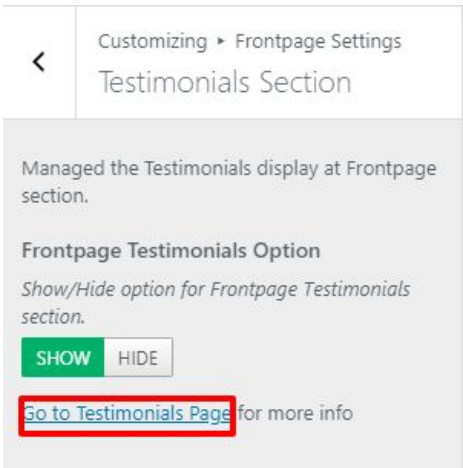 Customizing ▸ Frontpage Settings
Testimonials Section
Managed the Testimonials display at Frontpage
section.
Frontpage Testimonials Option
Show/Hide option for Frontpage Testimonials
section.
SHOW HIDE
Go to Testimonials Page for more info